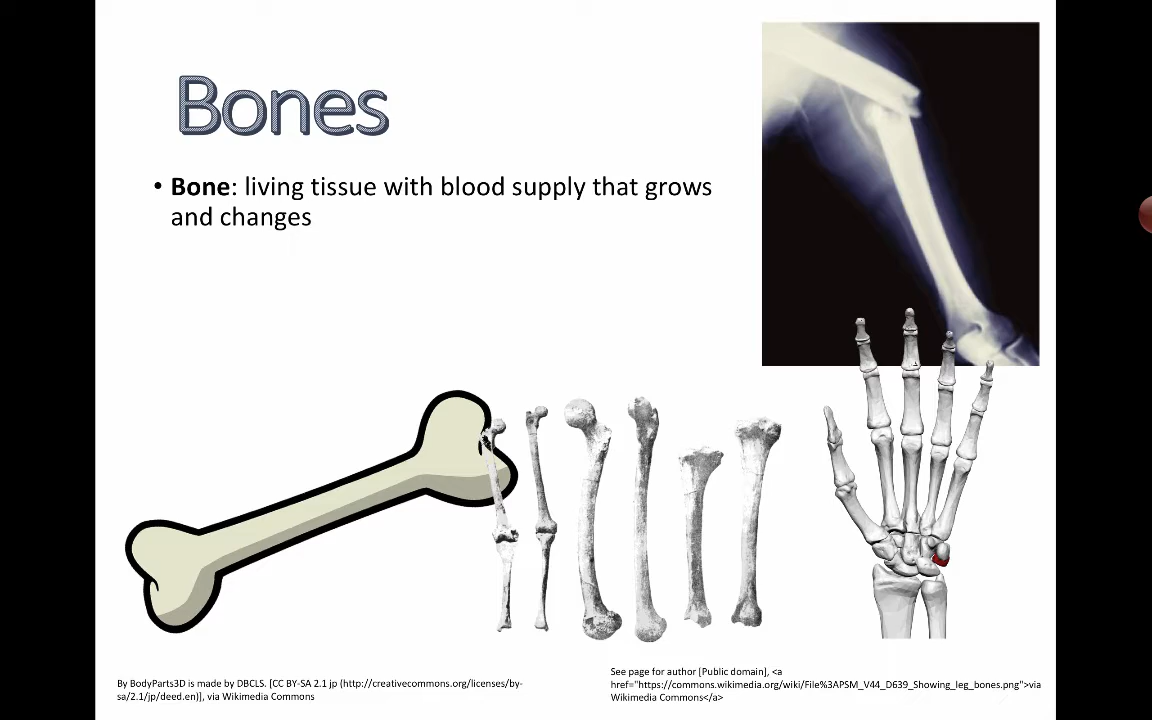 Bones
• Bone: living tissue with blood supply that grows
and changes
By BodyParts3D is made by DBCLS. [CC BY-SA 2.1 jp (http://creativecommons.org/licenses/by-
sa/2.1/jp/deed.en)], via Wikimedia Commons
See page for author [Public domain], <a
href="https://commons.wikimedia.org/wiki/File%3APSM_V44_D639_Showing_leg_bones.png">via
Wikimedia Commons</a>